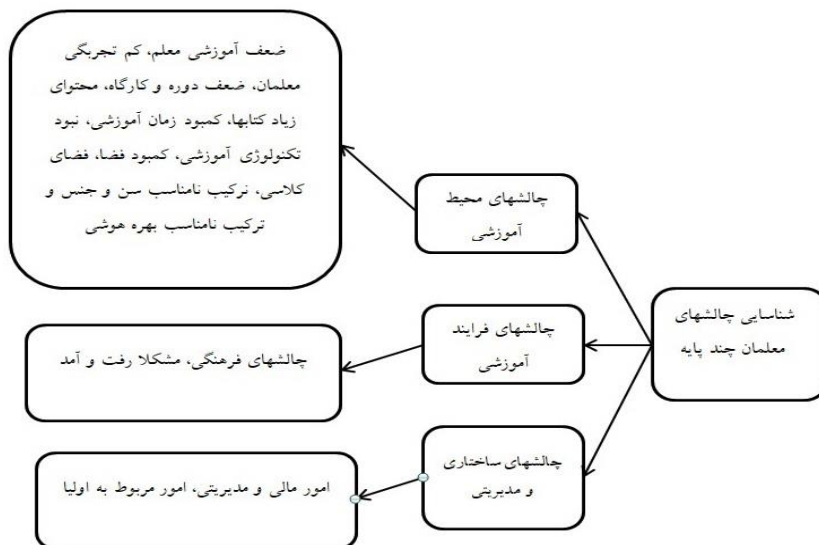 شناسایی چالشهای
معلمان چند پایه
چالشهای محیط
آموزشی
ضعف آموزشی معلم، کم تجربگی
معلمان، ضعف دوره و کارگاه، محتوای
زیاد کتابها، کمبود زمان آموزشی، نبود
تکنولوژی آموزشی، کمبود فضا، فضای
کلاسی، ترکیب نامناسب سن و جنس و
ترکیب نامناسب بهره هوشی
چالشهای فرایند
آموزشی
چالشهای فرهنگی، مشکلا رفت و آمد
چالشهای ساختاری
و مدیریتی
امور مالی و مدیریتی، امور مربوط به اولیا